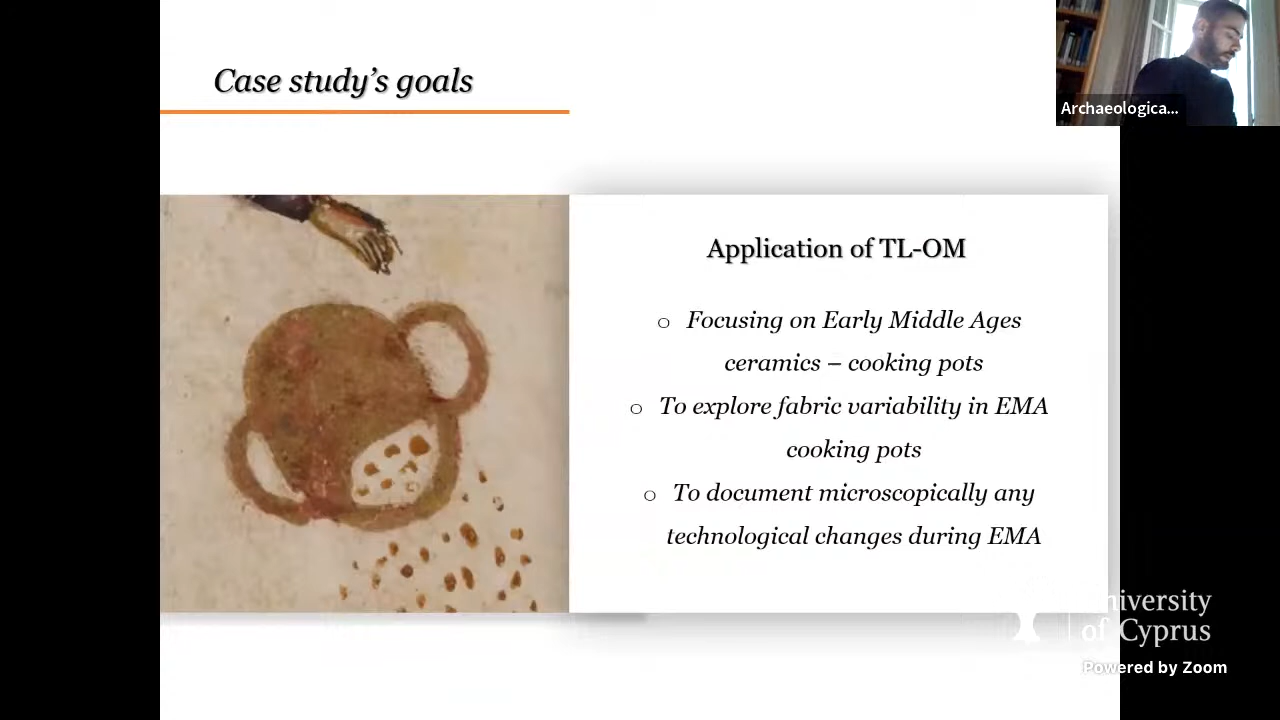 Case study's goals
Archaeologica...
Application of TL-OM
o Focusing on Early Middle Ages
ceramics – cooking pots
o To explore fabric variability in EMA
cooking pots
o To document microscopically any
technological changes during EMA
University
of Cyprus
Powered by Zoom